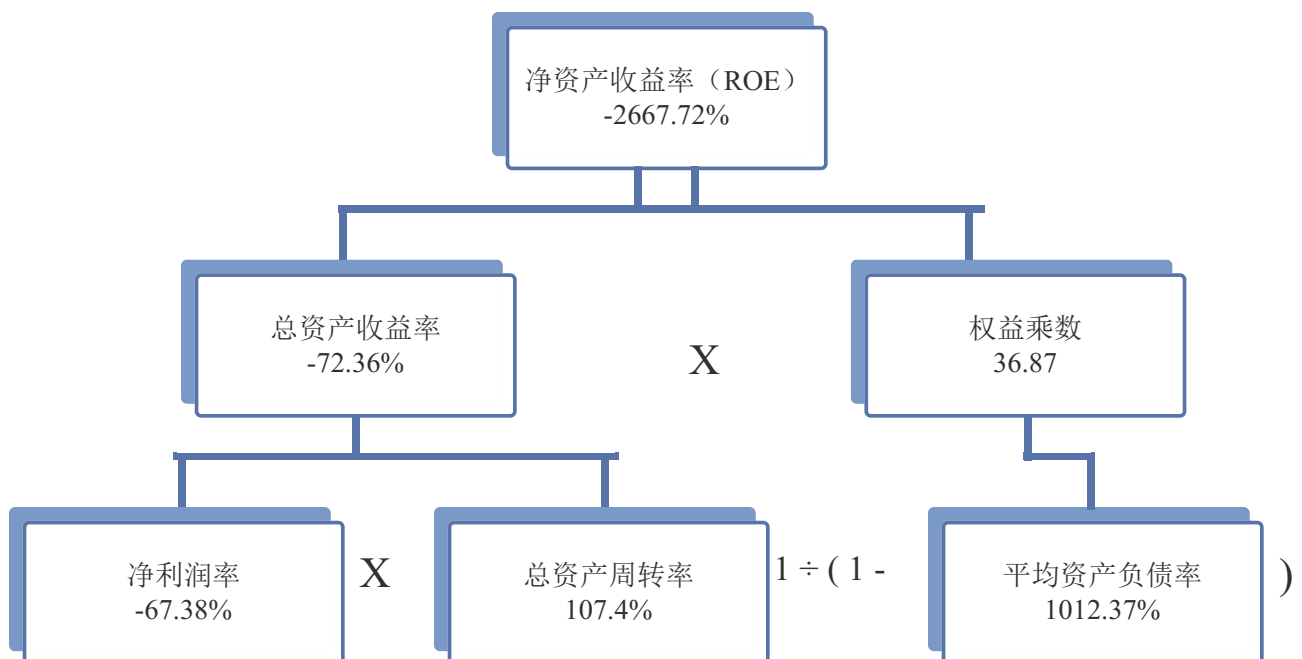 净资产收益率（ROE）
-2667.72%
总资产收益率
-72.36%
X
权益乘数
36.87
净利润率
-67.38%
X
总资产周转率
107.4%
1 ÷ ( 1 -
平均资产负债率
1012.37%
)